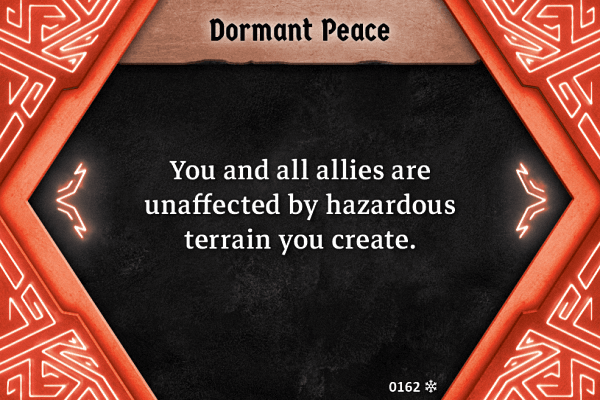 Dormant Peace
You and all allies are
unaffected by hazardous
terrain you create.
0162 ❄